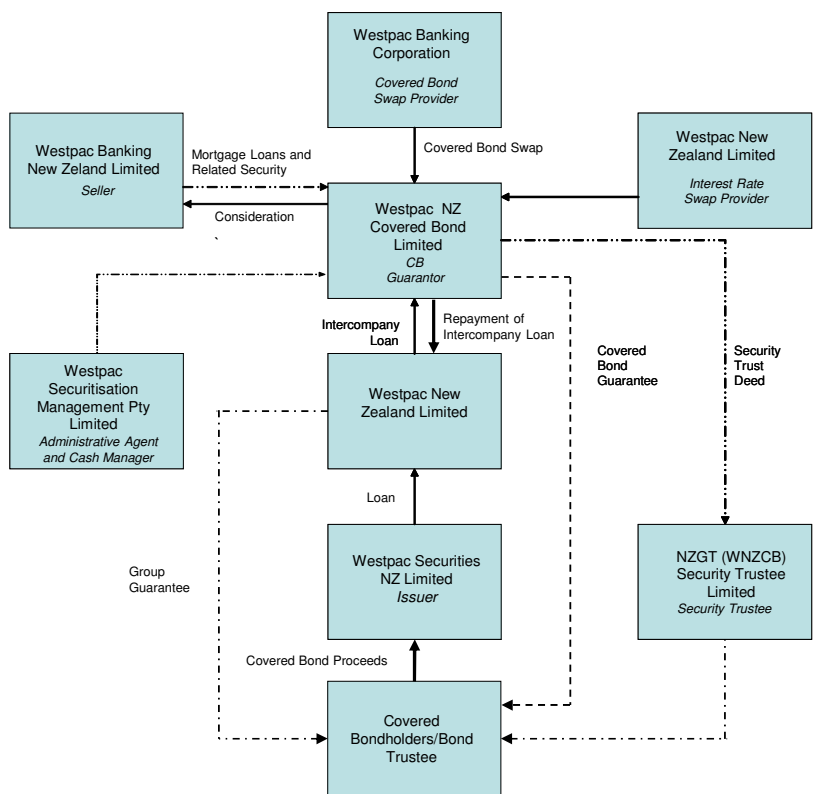 Westpac Banking
Corporation
Covered Bond
Swap Provider
Westpac Banking
New Zeland Limited
Seller
Mortgage Loans and
Related Security
Consideration
`
Covered Bond Swap
Westpac New
Zealand Limited
Interest Rate
Swap Provider
Westpac NZ
Covered Bond
Limited
CB
Guarantor
Intercompany
Loan
Repayment of
Intercompany Loan
Covered
Bond
Guarantee
Security
Trust
Deed
Westpac
Securitisation
Management Pty
Limited
Administrative Agent
and Cash Manager
Westpac New
Zealand Limited
Loan
Group
Guarantee
Westpac Securities
NZ Limited
Issuer
NZGT (WNZCB)
Security Trustee
Limited
Security Trustee
Covered Bond Proceeds
Covered
Bondholders/Bond
Trustee